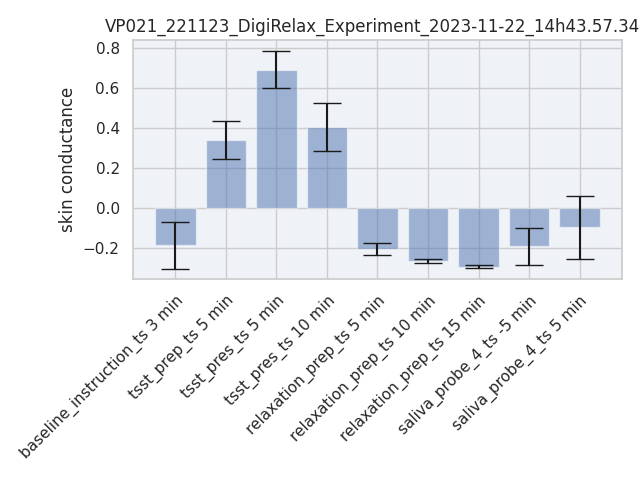 VP021_221123_DigiRelax_Experiment_2023-11-22_14h43.57.34
0.8
0.6
0.4
0.2
0.0
−0.2
skin conductance
baseline_instruction_ts 3 min
tsst_prep_ts 5 min
tsst_pres_ts 5 min
tsst_pres_ts 10 min
relaxation_prep_ts 5 min
relaxation_prep_ts 10 min
relaxation_prep_ts 15 min
saliva_probe_4_ts -5 min
saliva_probe_4_ts 5 min